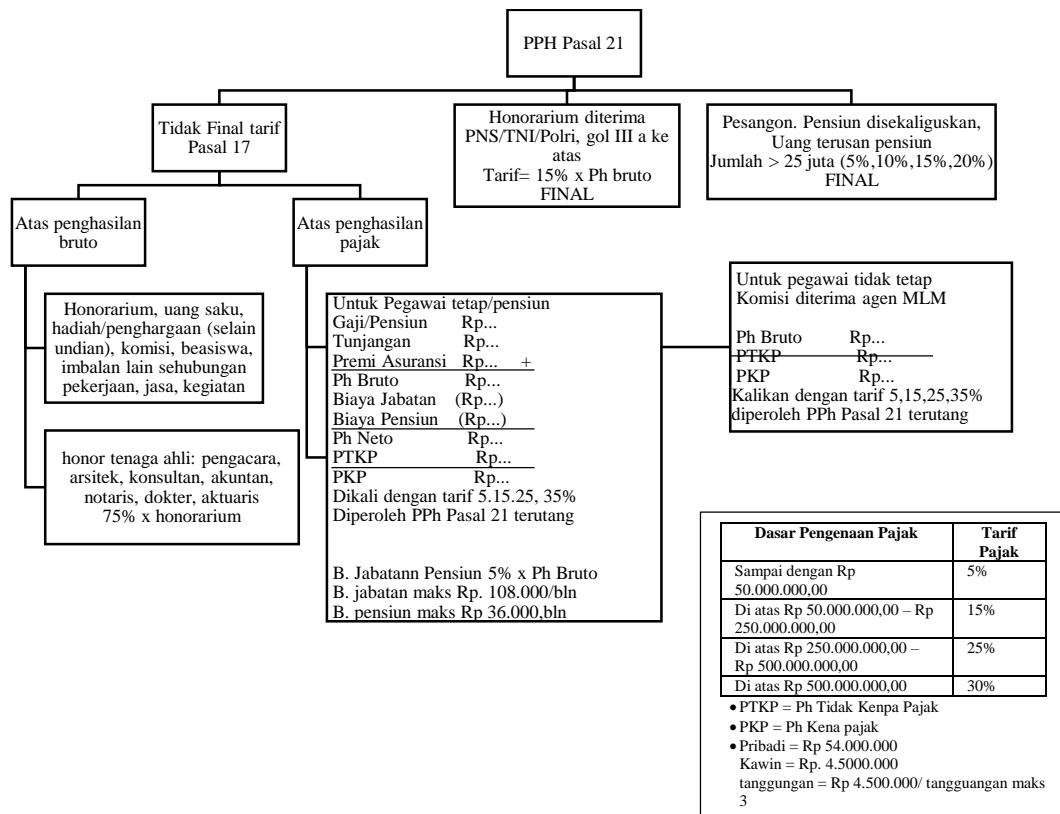 PPH Pasal 21
Tidak Final tarif
Pasal 17
Honorarium diterima
PNS/TNI/Polri, gol III a ke
atas
Tarif= 15% x Ph bruto
FINAL
Pesangon. Pensiun disekaliguskan,
Uang terusan pensiun
Jumlah > 25 juta (5%,10%,15%,20%)
FINAL
Atas penghasilan
bruto
Atas penghasilan
pajak
Honorarium, uang saku,
hadiah/penghargaan (selain
undian), komisi, beasiswa,
imbalan lain sehubungan
pekerjaan, jasa, kegiatan
honor tenaga ahli: pengacara,
arsitek, konsultan, akuntan,
notaris, dokter, aktuaris
75% x honorarium
Untuk Pegawai tetap/pensiun
Gaji/Pensiun Rp...
Tunjangan Rp...
Premi Asuransi Rp... +
Ph Bruto Rp...
Biaya Jabatan (Rp...)
Biaya Pensiun (Rp...)
Ph Neto Rp...
PTKP Rp...
PKP Rp...
Dikali dengan tarif 5.15.25, 35%
Diperoleh PPh Pasal 21 terutang
B. Jabatann Pensiun 5% x Ph Bruto
B. jabatan maks Rp. 108.000/bln
B. pensiun maks Rp 36.000,bln
Untuk pegawai tidak tetap
Komisi diterima agen MLM
Ph Bruto Rp...
PTKP Rp...
PKP Rp...
Kalikan dengan tarif 5,15,25,35%
diperoleh PPh Pasal 21 terutang
Dasar Pengenaan Pajak Tarif
Pajak
Sampai dengan Rp 5%
50.000.000,00
Di atas Rp 50.000.000,00 – Rp 15%
250.000.000,00
Di atas Rp 250.000.000,00 – 25%
Rp 500.000.000,00
Di atas Rp 500.000.000,00 30%
• PTKP = Ph Tidak Kenpa Pajak
• PKP = Ph Kena pajak
• Pribadi = Rp 54.000.000
Kawin = Rp. 4.5000.000
tanggungan = Rp 4.500.000/ tangguangan maks
3